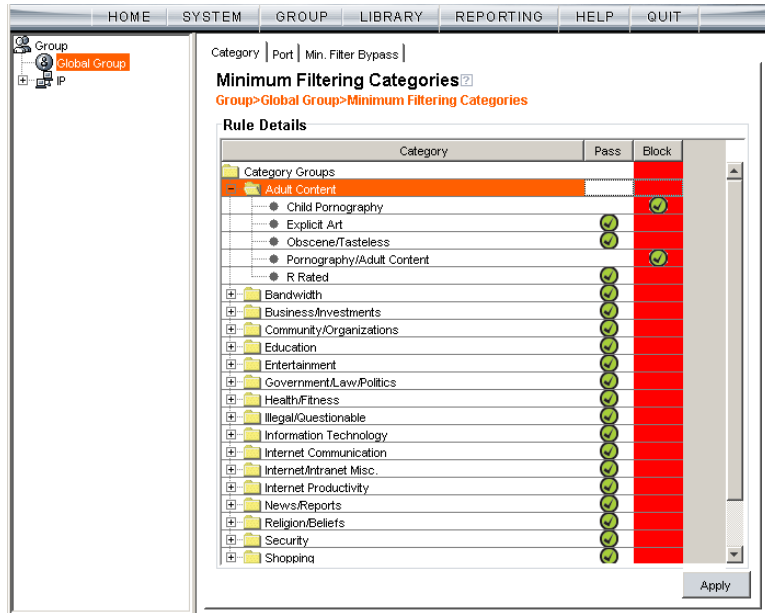 HOME SYSTEM GROUP LIBRARY REPORTING HELP QUIT
Group
Global Group
IP
Category Port Min. Filter Bypass
Minimum Filtering Categories?
Group>Global Group>Minimum Filtering Categories
Rule Details
Category Pass Block
Category Groups
Adult Content
Child Pornography
Explicit Art
Obscene/Tasteless
Pornography/Adult Content
R Rated
Bandwidth
Business/Investments
Community/Organizations
Education
Entertainment
Government/Law/Politics
Health/Fitness
Illegal/Questionable
Information Technology
Internet Communication
Internet/Intranet Misc.
Internet Productivity
News/Reports
Religion/Beliefs
Security
Shopping
Apply